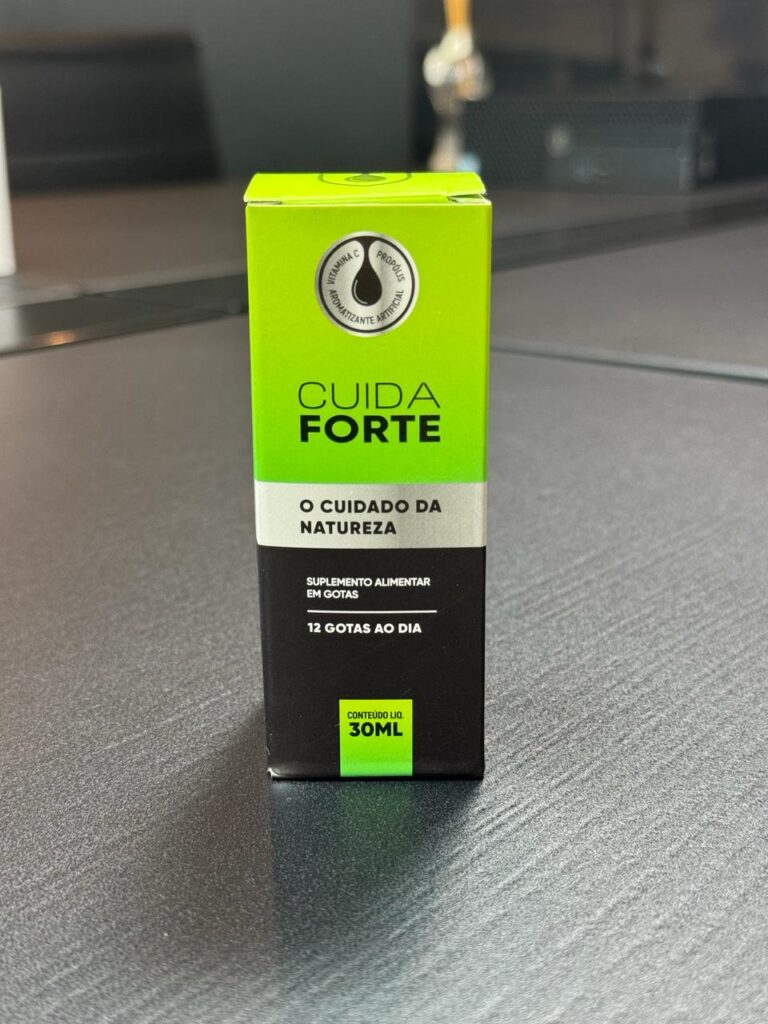 VITAMINA C
PROPÓLIS
AROMATIZANTE ARTIFICIAL
CUIDA
FORTE
O CUIDADO DA
NATUREZA
SUPLEMENTO ALIMENTAR
EM GOTAS
12 GOTAS AO DIA
CONTEÚDO LIQ.
30ML